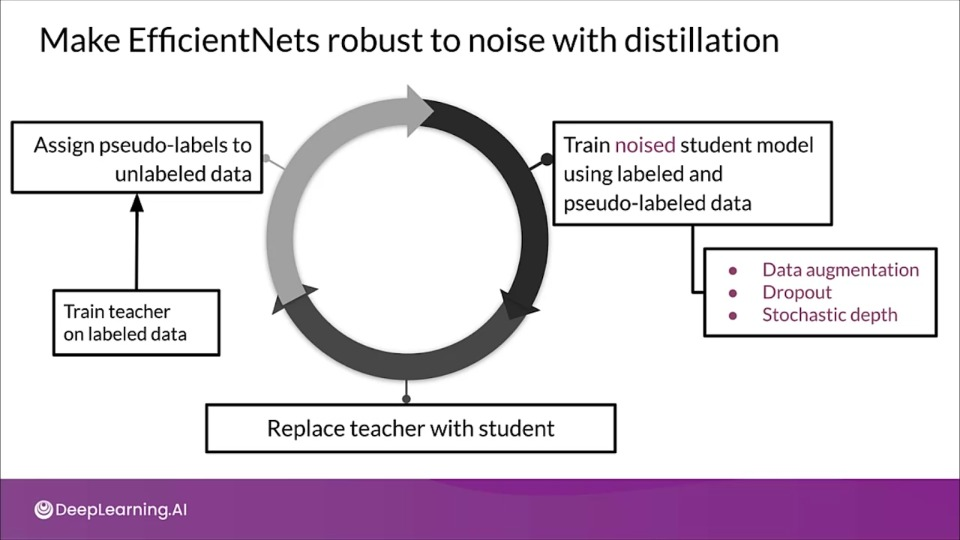 Make EfficientNets robust to noise with distillation
Assign pseudo-labels to
unlabeled data
Train teacher
on labeled data
Train noised student model
using labeled and
pseudo-labeled data
● Data augmentation
● Dropout
● Stochastic depth
Replace teacher with student
DeepLearning.AI